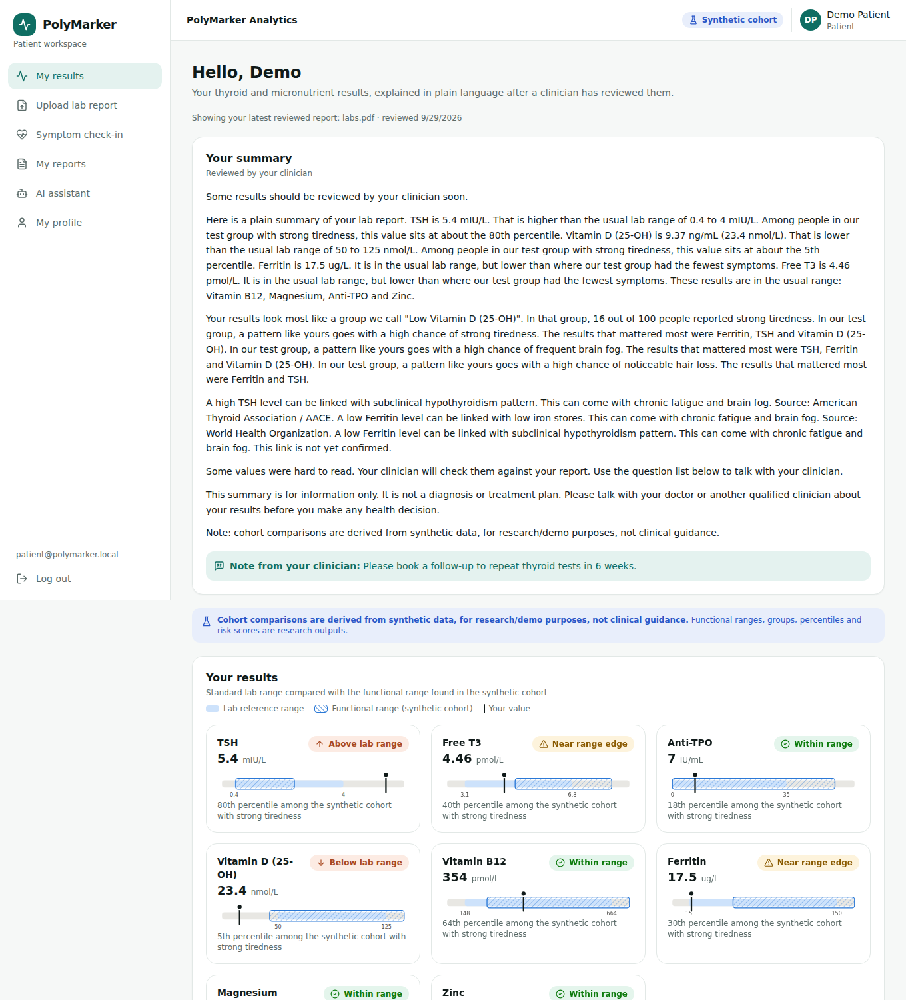 PolyMarker
Patient workspace
My results
Upload lab report
Symptom check-in
My reports
AI assistant
My profile
patient@polymarker.local
Log out
PolyMarker Analytics
Synthetic cohort
DP
Demo Patient
Patient
Hello, Demo
Your thyroid and micronutrient results, explained in plain language after a clinician has reviewed them.
Showing your latest reviewed report: labs.pdf · reviewed 9/29/2026
Your summary
Reviewed by your clinician
Some results should be reviewed by your clinician soon.
Here is a plain summary of your lab report. TSH is 5.4 mIU/L. That is higher than the usual lab range of 0.4 to 4 mIU/L. Among people in our
test group with strong tiredness, this value sits at about the 80th percentile. Vitamin D (25-OH) is 9.37 ng/mL (23.4 nmol/L). That is lower
than the usual lab range of 50 to 125 nmol/L. Among people in our test group with strong tiredness, this value sits at about the 5th
percentile. Ferritin is 17.5 ug/L. It is in the usual lab range, but lower than where our test group had the fewest symptoms. Free T3 is 4.46
pmol/L. It is in the usual lab range, but lower than where our test group had the fewest symptoms. These results are in the usual range:
Vitamin B12, Magnesium, Anti-TPO and Zinc.
Your results look most like a group we call "Low Vitamin D (25-OH)". In that group, 16 out of 100 people reported strong tiredness. In our test
group, a pattern like yours goes with a high chance of strong tiredness. The results that mattered most were Ferritin, TSH and Vitamin D (25-
OH). In our test group, a pattern like yours goes with a high chance of frequent brain fog. The results that mattered most were TSH, Ferritin
and Vitamin D (25-OH). In our test group, a pattern like yours goes with a high chance of noticeable hair loss. The results that mattered most
were Ferritin and TSH.
A high TSH level can be linked with subclinical hypothyroidism pattern. This can come with chronic fatigue and brain fog. Source: American
Thyroid Association / AACE. A low Ferritin level can be linked with low iron stores. This can come with chronic fatigue and brain fog. Source:
World Health Organization. A low Ferritin level can be linked with subclinical hypothyroidism pattern. This can come with chronic fatigue and
brain fog. This link is not yet confirmed.
Some values were hard to read. Your clinician will check them against your report. Use the question list below to talk with your clinician.
This summary is for information only. It is not a diagnosis or treatment plan. Please talk with your doctor or another qualified clinician about
your results before you make any health decision.
Note: cohort comparisons are derived from synthetic data, for research/demo purposes, not clinical guidance.
Note from your clinician: Please book a follow-up to repeat thyroid tests in 6 weeks.
Cohort comparisons are derived from synthetic data, for research/demo purposes, not clinical guidance. Functional ranges, groups, percentiles and
risk scores are research outputs.
Your results
Standard lab range compared with the functional range found in the synthetic cohort
Lab reference range Functional range (synthetic cohort) Your value
TSH
Above lab range
5.4 mIU/L
0.4 4
80th percentile among the synthetic cohort
with strong tiredness
Free T3
Near range edge
4.46 pmol/L
3.1 6.8
40th percentile among the synthetic cohort
with strong tiredness
Anti-TPO
Within range
7 IU/mL
0 35
18th percentile among the synthetic cohort
with strong tiredness
Vitamin D (25-
OH)
Below lab range
23.4 nmol/L
50 125
5th percentile among the synthetic cohort with
strong tiredness
Vitamin B12
Within range
354 pmol/L
148 664
64th percentile among the synthetic cohort
with strong tiredness
Ferritin
Near range edge
17.5 ug/L
15 150
30th percentile among the synthetic cohort
with strong tiredness
Magnesium
Within range
Zinc
Within range